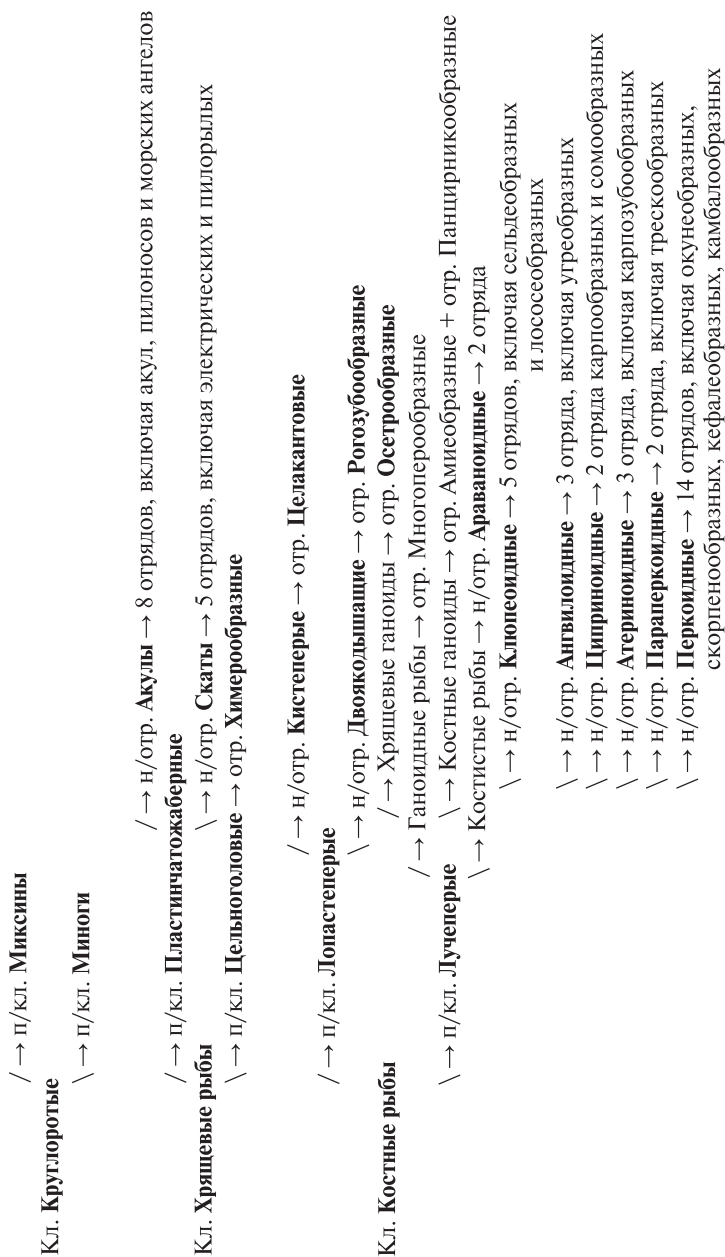 / → п/кл. Миксины
Кл. Круглоротые
\ → п/кл. Миноги
/ → н/отр. Акулы → 8 отрядов, включая акул, пилоносов и морских ангелов
/ → п/кл. Пластинчатожаберные
Кл. Хрящевые рыбы
\ → н/отр. Скаты → 5 отрядов, включая электрических и пилорылых
\ → п/кл. Цельноголовые → отр. Химерообразные
/ → н/отр. Кистеперые → отр. Целакантовые
/ → п/кл. Лопастеперые
\ → н/отр. Двоякодышащие → отр. Рогозубообразные
Кл. Костные рыбы
/ → Хрящевые ганоиды → отр. Осетрообразные
/ → Ганоидные рыбы → отр. Многоперообразные
\ → п/кл. Лучеперые
\ → Костные ганоиды → отр. Амиеобразные + отр. Панцирникообразные
\ → Костистые рыбы → н/отр. Араваноидные → 2 отряда
\ → н/отр. Клюпеоидные → 5 отрядов, включая сельдеобразных
и лососеобразных
\ → н/отр. Ангвилоидные → 3 отряда, включая угреобразных
\ → н/отр. Циприноидные → 2 отряда карпообразных и сомообразных
\ → н/отр. Атериноидные → 3 отряда, включая карпозубообразных
\ → н/отр. Параперкоидные → 2 отряда, включая трескообразных
\ → н/отр. Перкоидные → 14 отрядов, включая окунеобразных,
скорпенообразных, кефалеобразных, камбалообразных